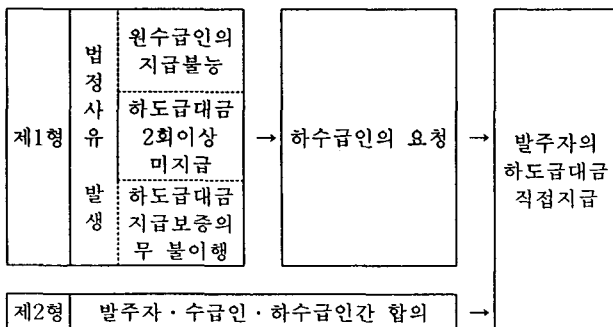 제1형
법정사유 발생
원수급인의
지급불능
하도급대금
2회이상
미지급
하도급대금
지급보증의
무 불이행
→
하수급인의 요청
→
발주자의
하도급대금
직접지급
제2형 발주자·수급인·하수급인간 합의 →